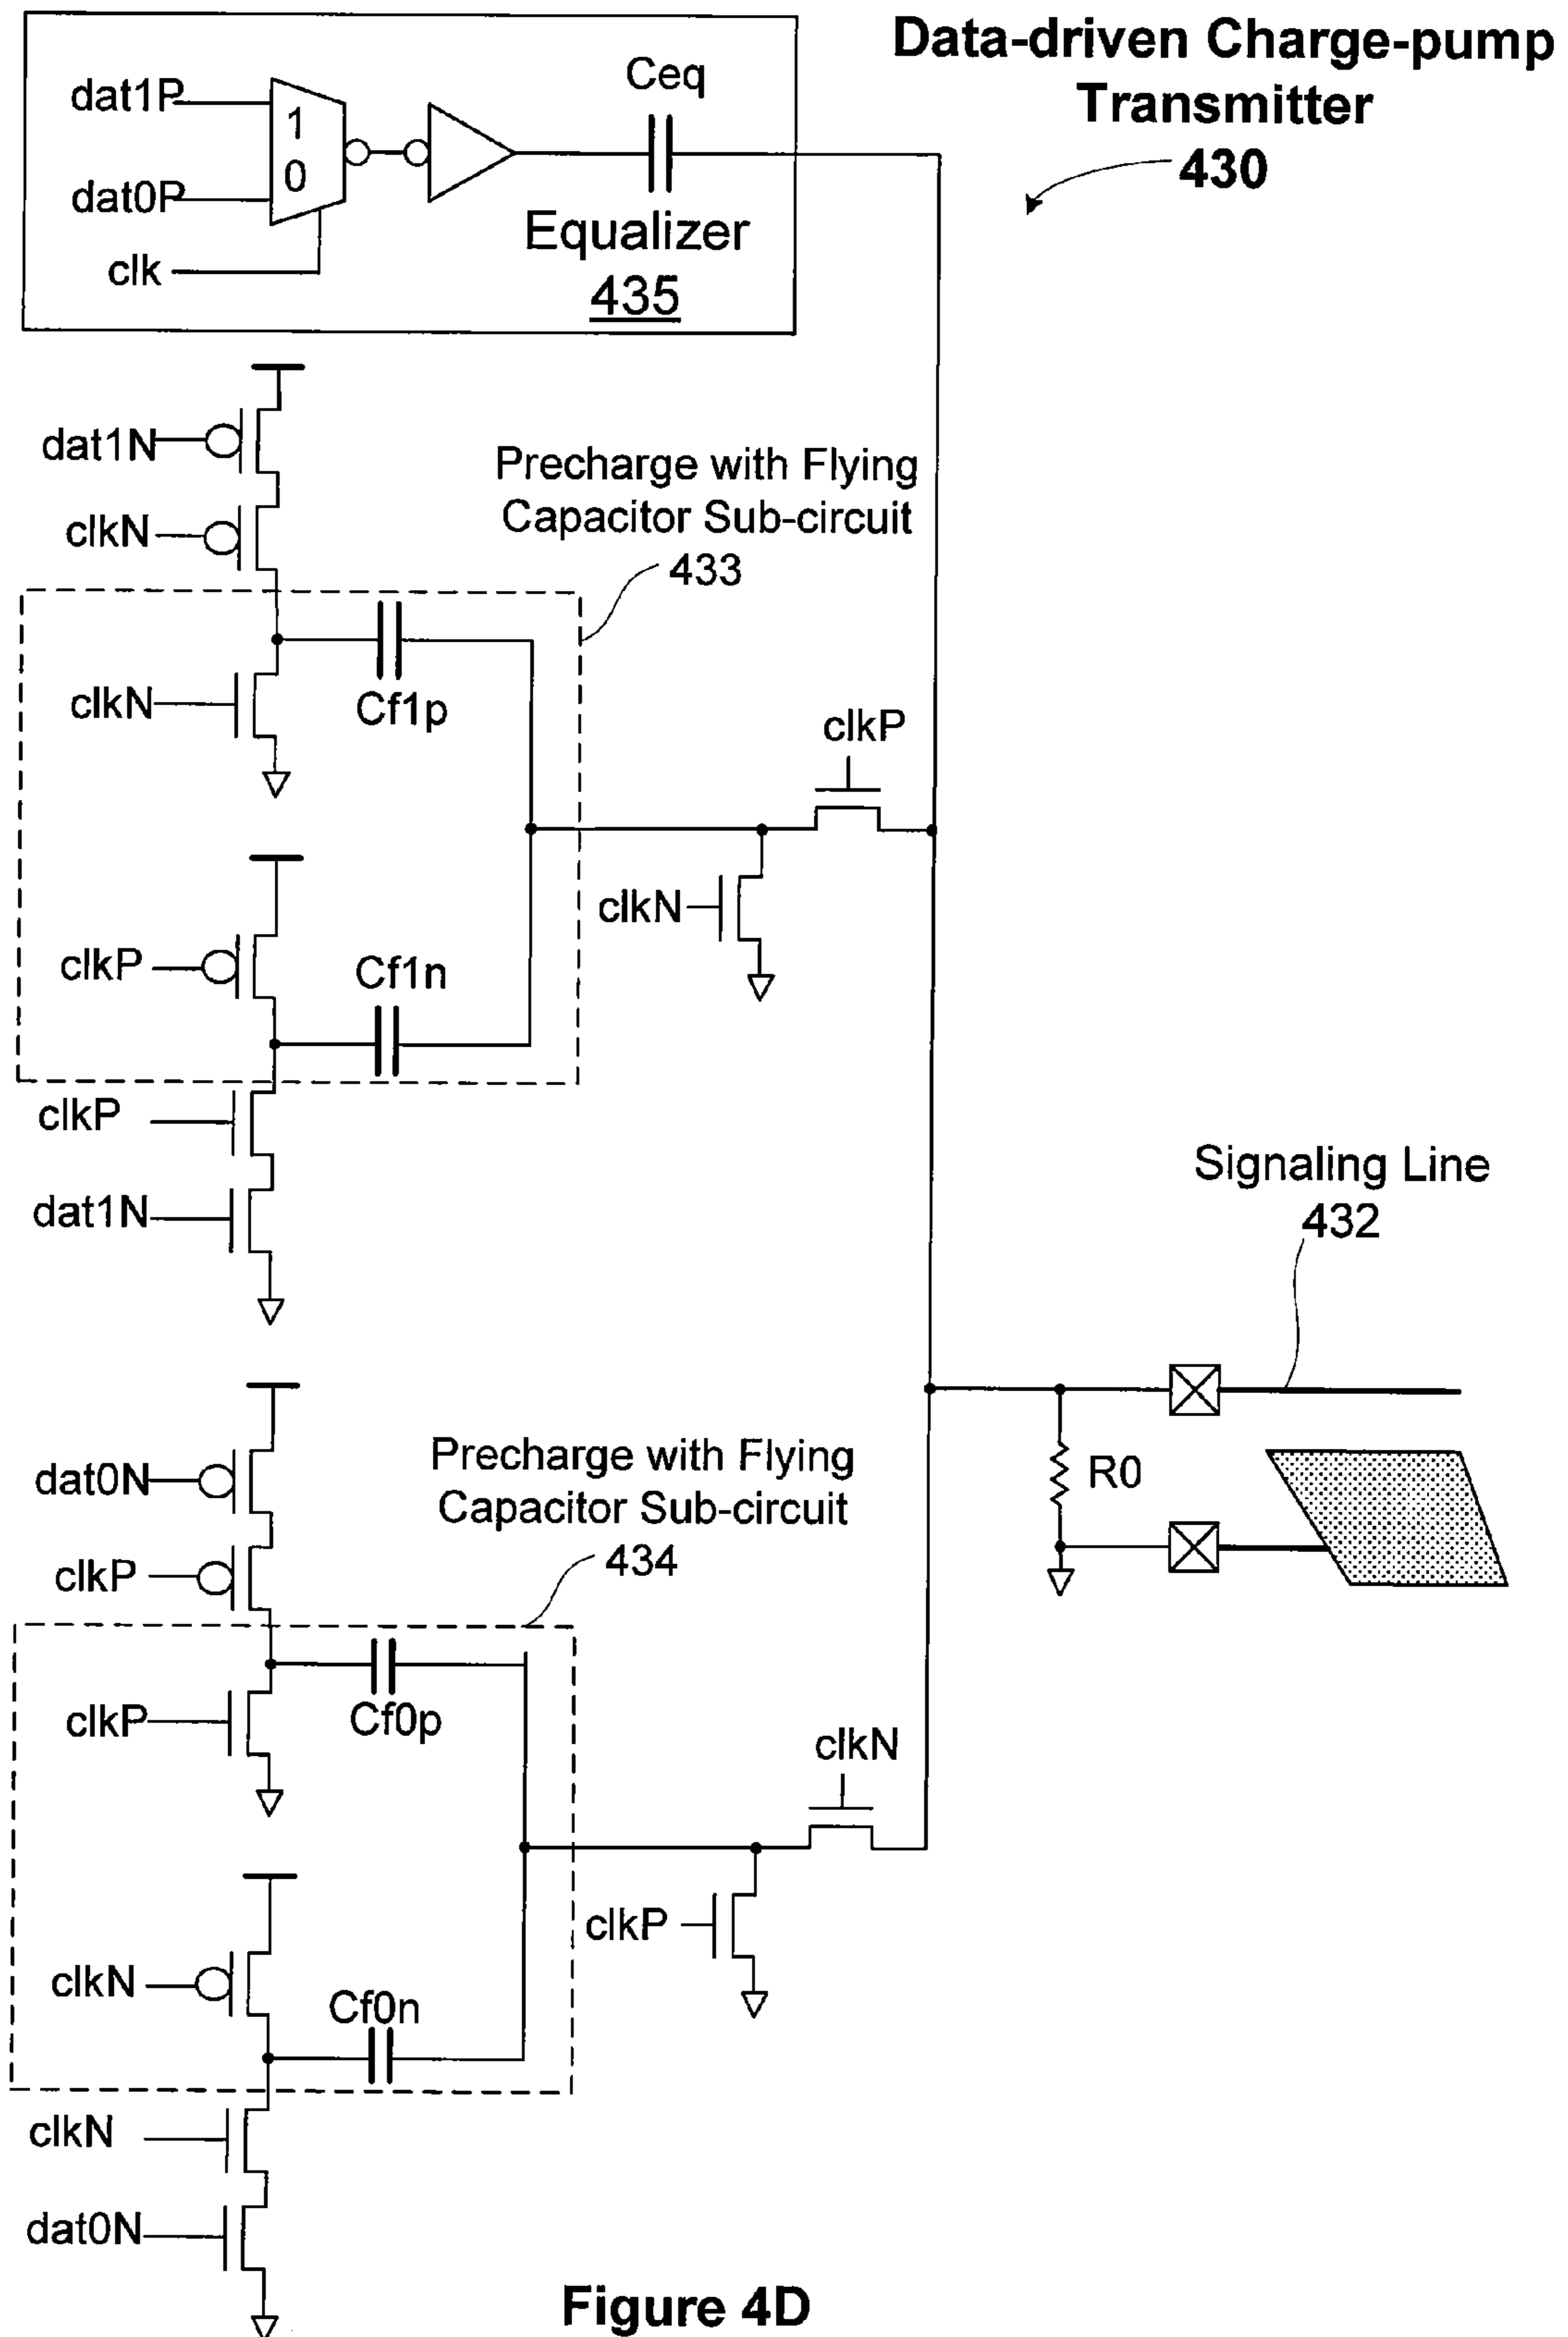 Data-driven Charge-pump
Transmitter
430
dat1P
1
0
dat0P
clk
Ceq
Equalizer
435
dat1N
clkN
Precharge with Flying
Capacitor Sub-circuit
433
clkN
Cf1p
clkP
clkN
clkP
Cf1n
clkP
dat1N
Signaling Line
432
dat0N
clkP
Precharge with Flying
Capacitor Sub-circuit
434
R0
clkP
Cf0p
clkN
clkP
clkN
Cf0n
clkN
dat0N
Figure 4D